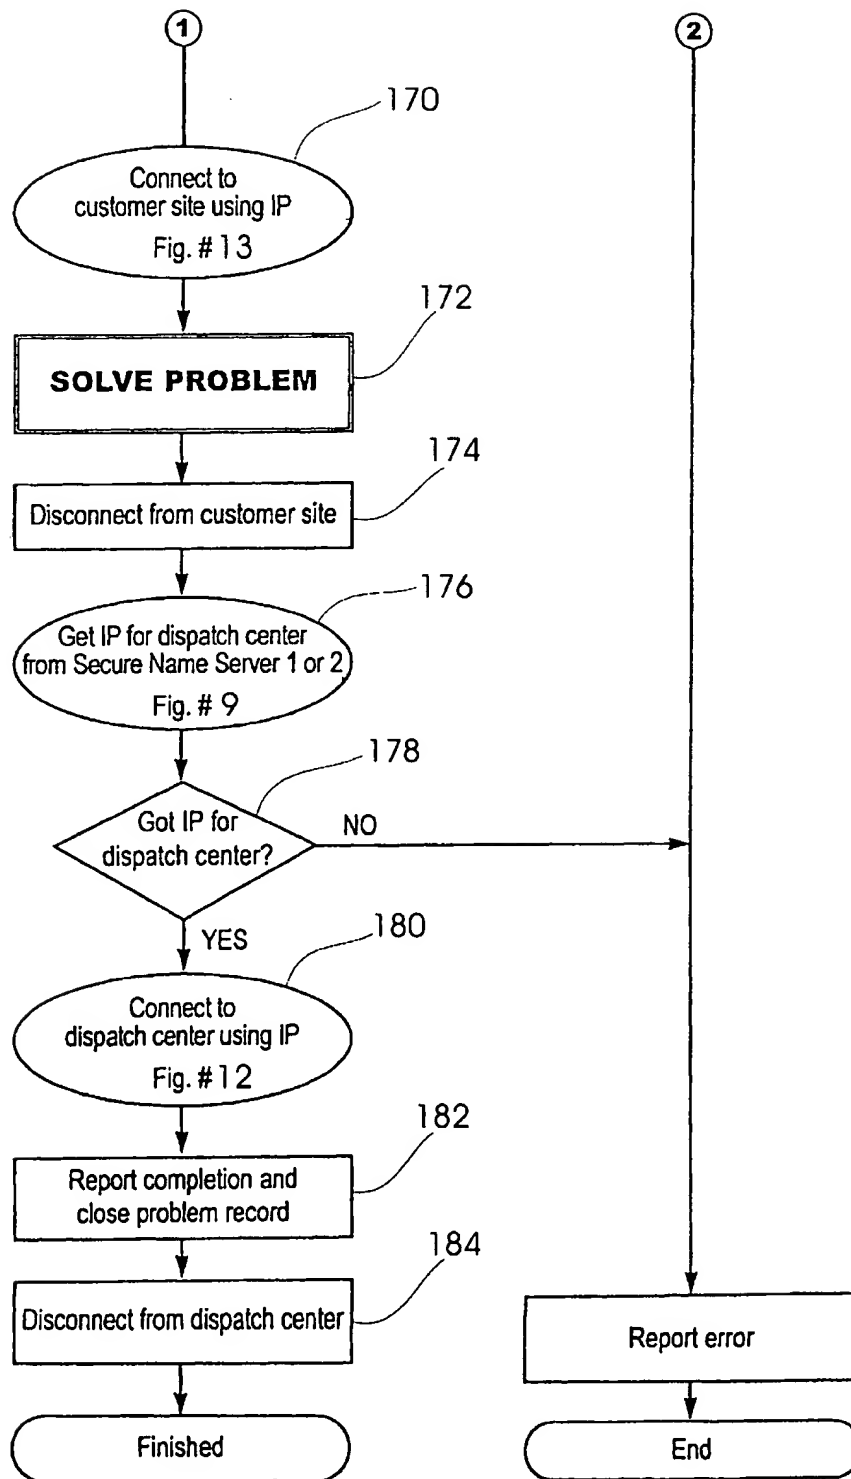 1
2
170
Connect to
customer site using IP
Fig. # 13
172
SOLVE PROBLEM
174
Disconnect from customer site
176
Get IP for dispatch center
from Secure Name Server 1 or 2
Fig. # 9
178
Got IP for
dispatch center?
NO
YES
180
Connect to
dispatch center using IP
Fig. # 12
182
Report completion and
close problem record
184
Disconnect from dispatch center
Report error
Finished
End